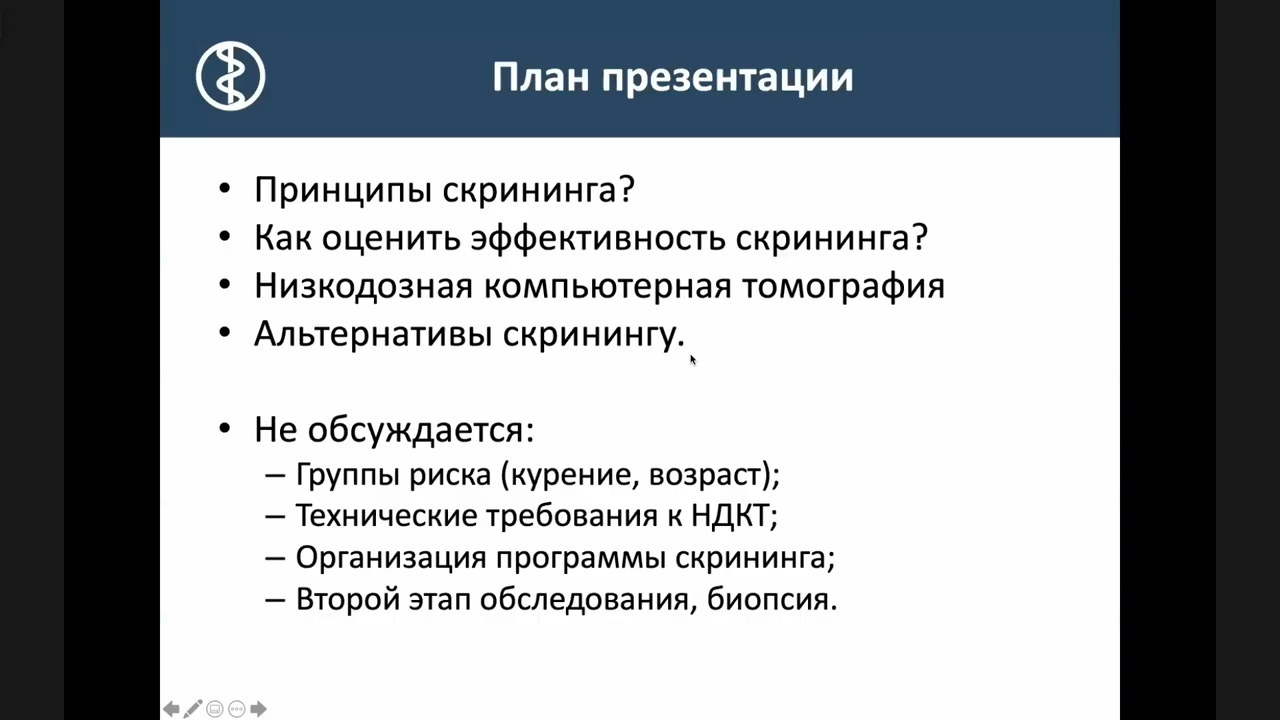 План презентации
• Принципы скрининга?
• Как оценить эффективность скрининга?
• Низкодозная компьютерная томография
• Альтернативы скринингу.
• Не обсуждается:
– Группы риска (курение, возраст);
– Технические требования к НДКТ;
– Организация программы скрининга;
– Второй этап обследования, биопсия.